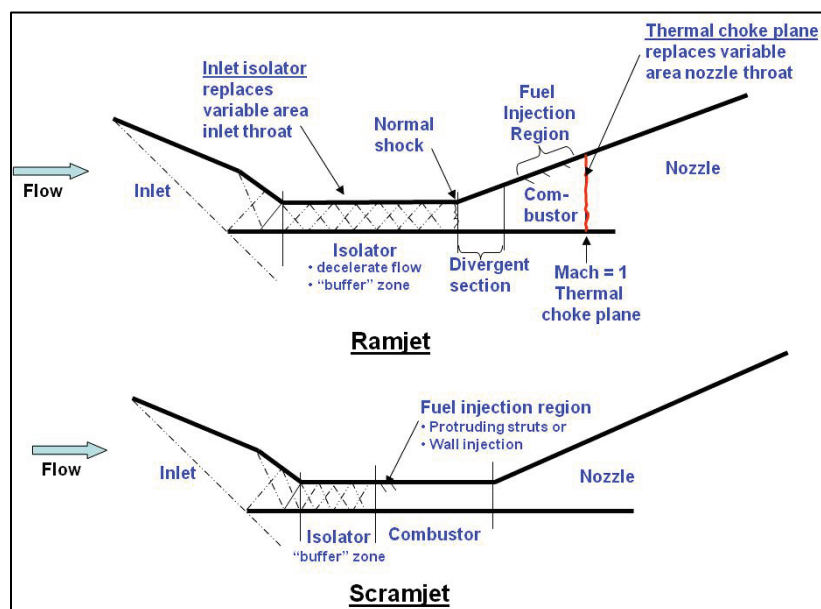 Thermal choke plane
replaces variable
area nozzle throat
Inlet isolator
replaces
variable area
inlet throat
Fuel
Injection
Region
Normal
shock
Flow
Inlet
Com-
bustor
Nozzle
Isolator
• decelerate flow
• “buffer” zone
Divergent
section
Mach = 1
Thermal
choke plane
Ramjet
Fuel injection region
• Protruding struts or
• Wall injection
Flow
Inlet
Nozzle
Isolator
“buffer” zone
Combustor
Scramjet